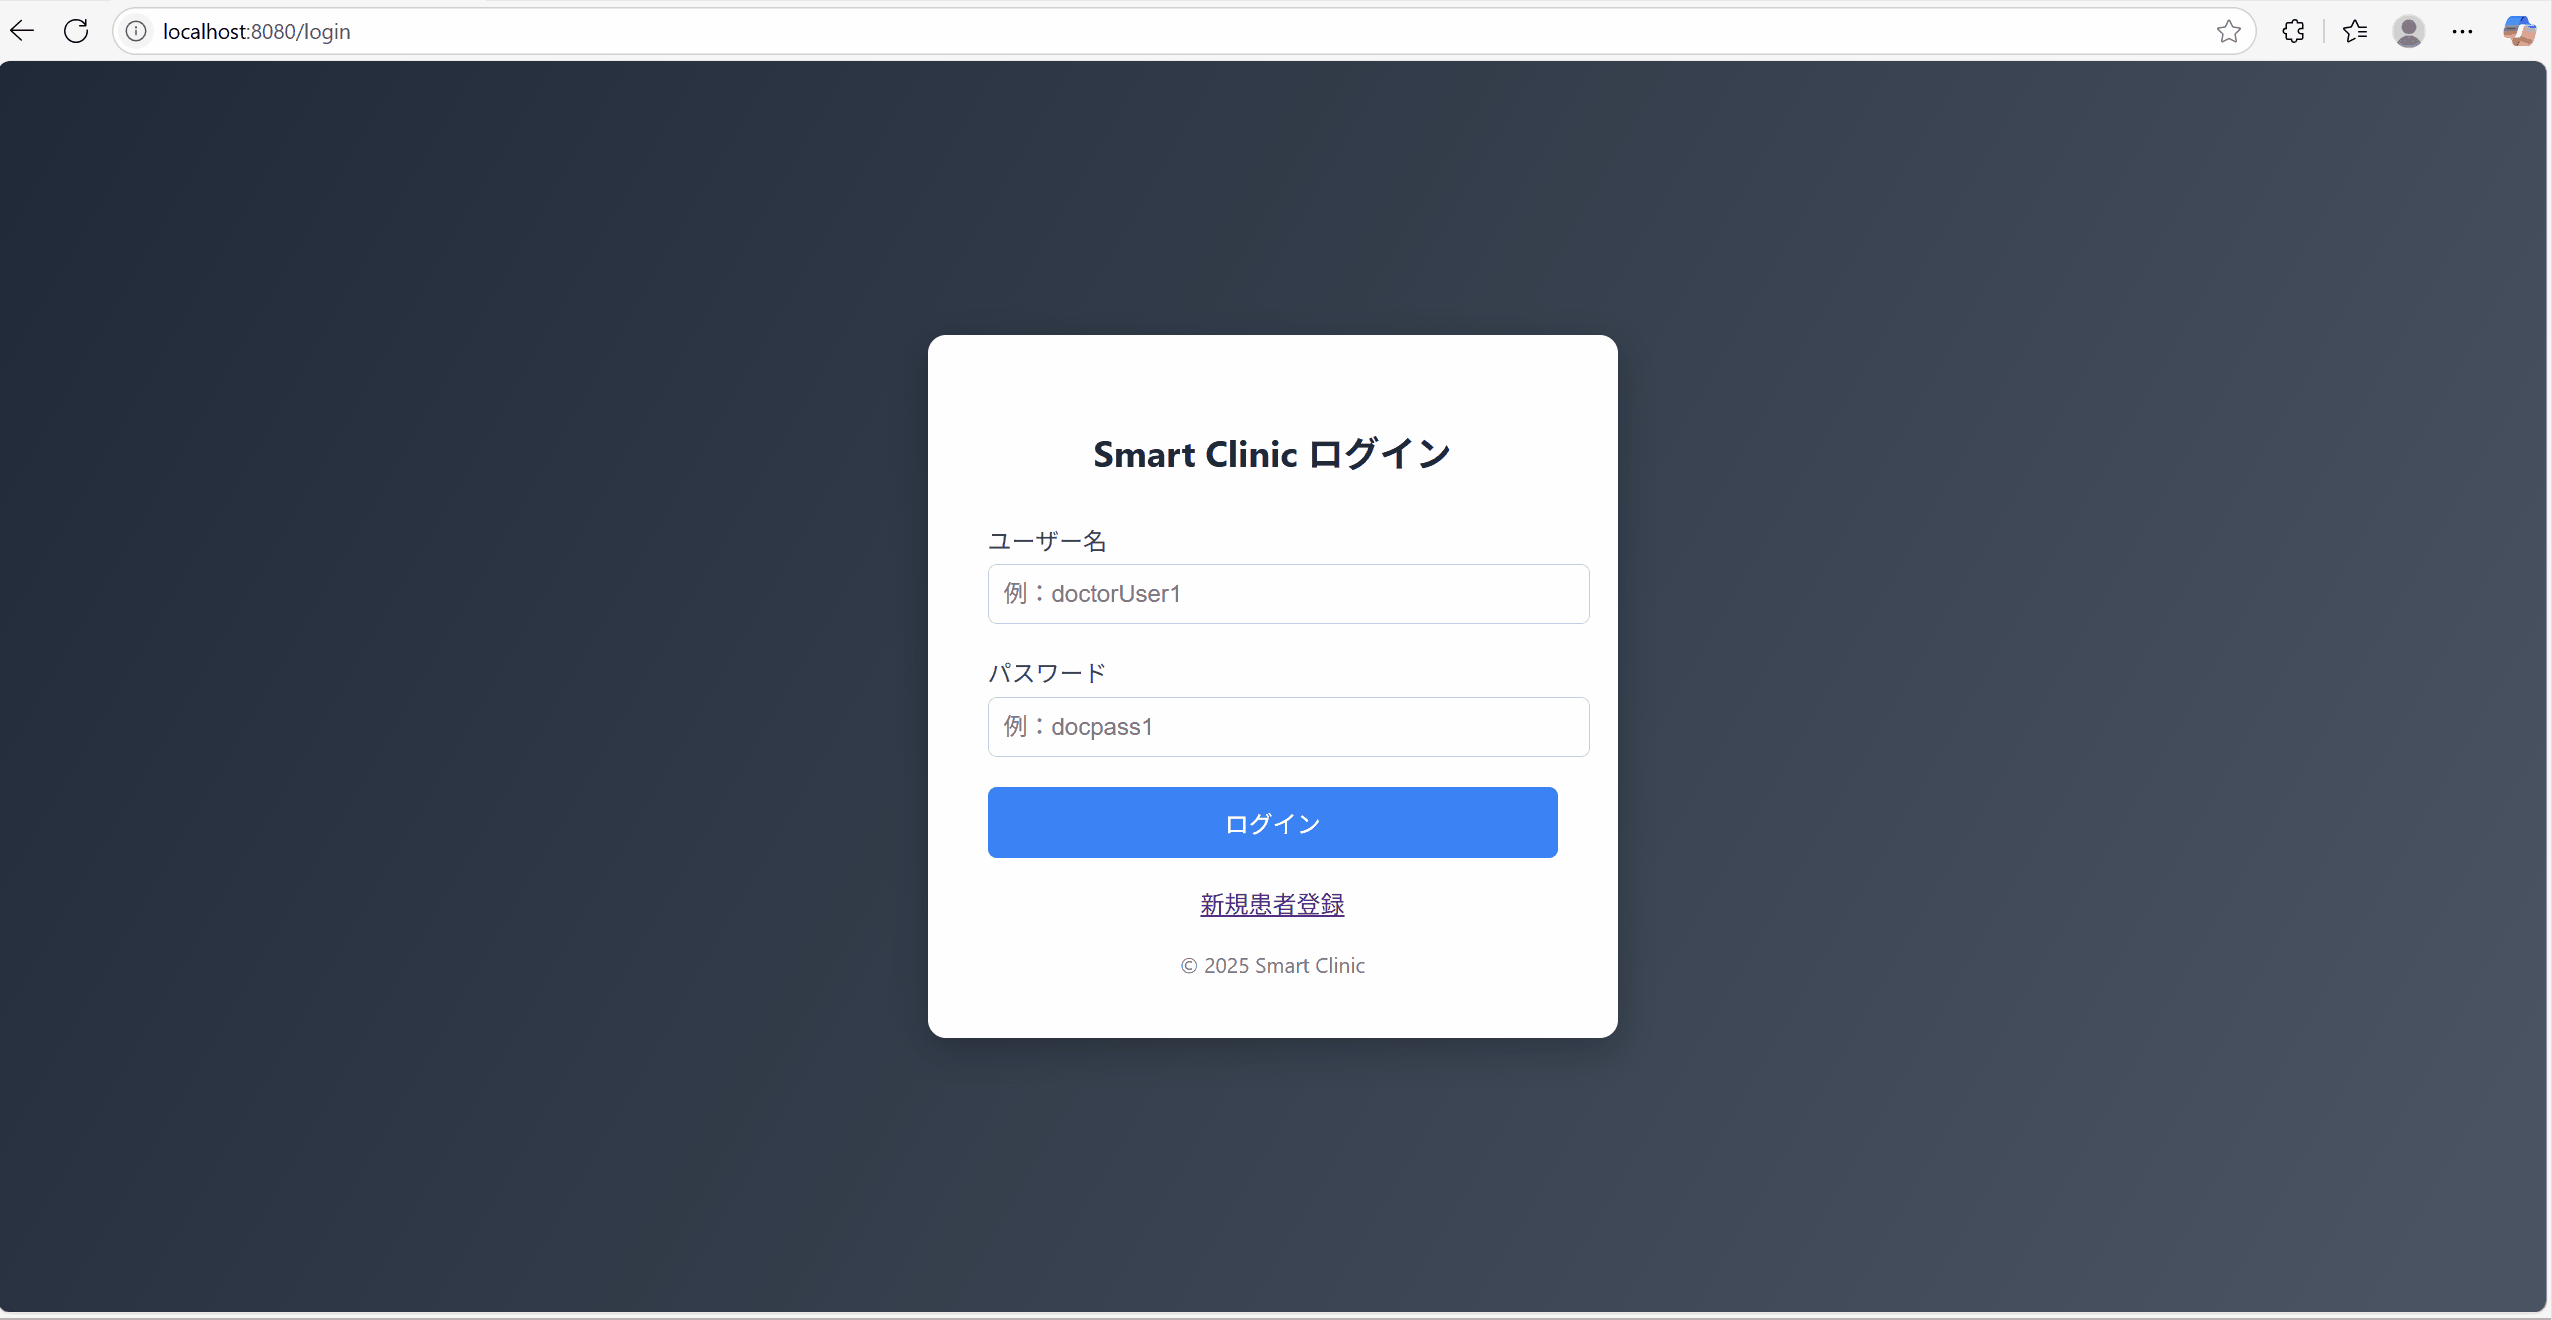 localhost:8080/login
Smart Clinic ログイン
ユーザー名
例：doctorUser1
パスワード
例：docpass1
ログイン
新規患者登録
© 2025 Smart Clinic